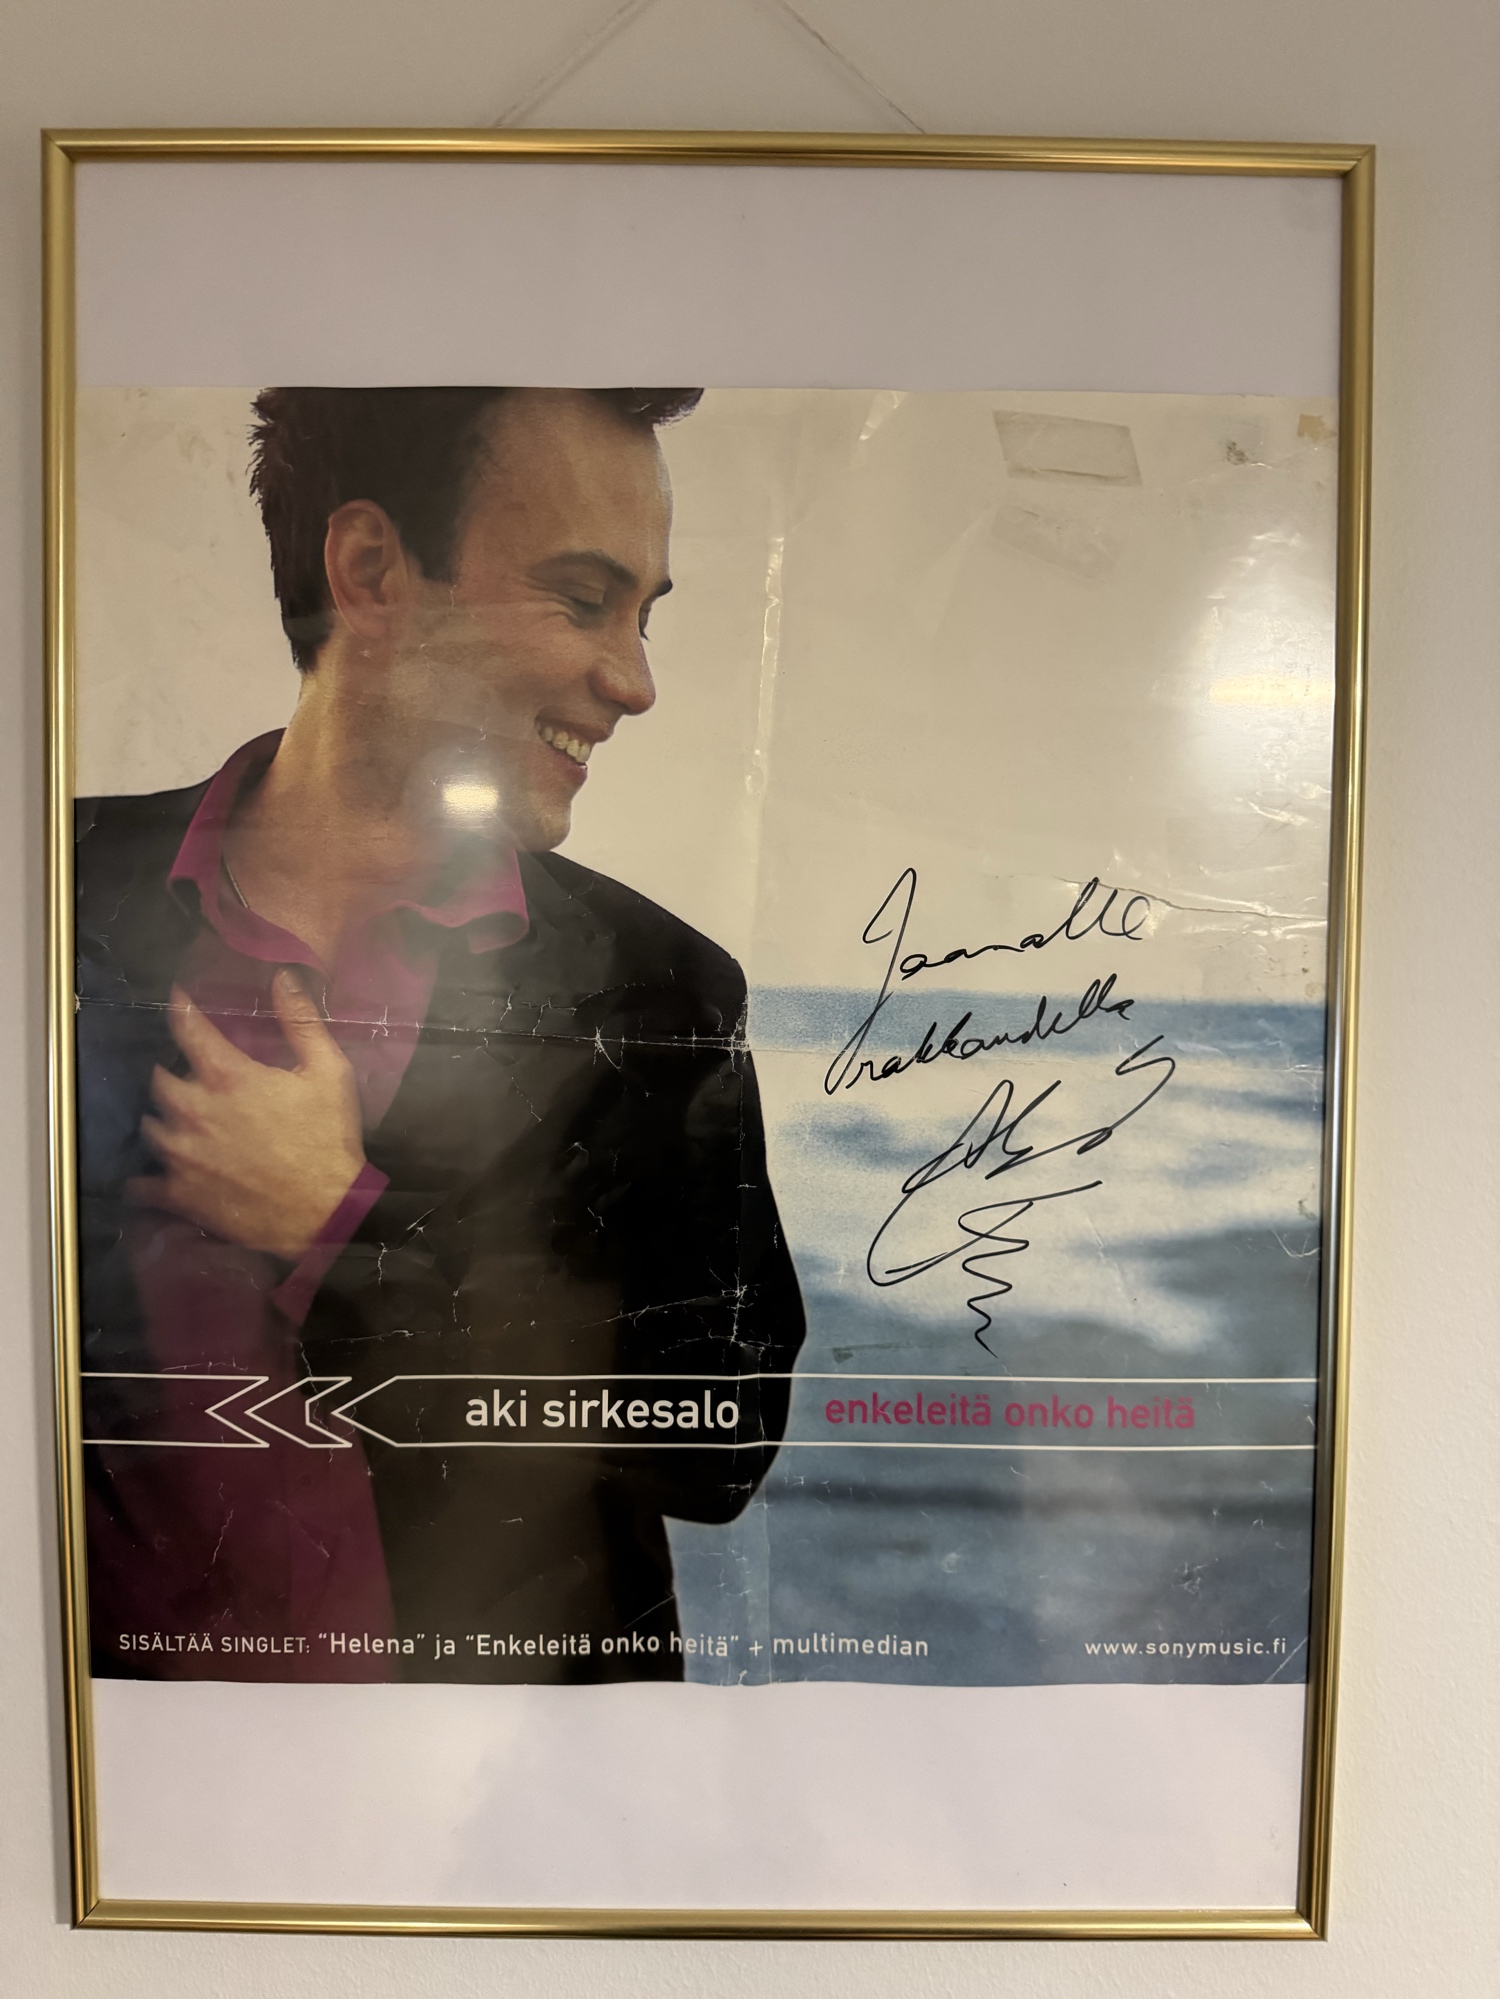 Jaanalle
rakkaudella
aki sirkesalo enkeleitä onko heitä
SISÄLTÄÄ SINGLET: "Helena" ja "Enkeleitä onko heitä" + multimedian
www.sonymusic.fi